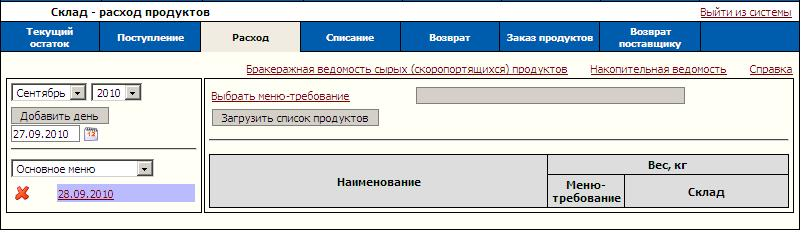 Склад - расход продуктов
Выйти из системы
Текущий остаток
Поступление
Расход
Списание
Возврат
Заказ продуктов
Возврат поставщику
Бракеражная ведомость сырых (скоропортящихся) продуктов
Накопительная ведомость
Справка
Сентябрь
2010
Добавить день
27.09.2010
12
Основное меню
28.09.2010
Выбрать меню-требование
Загрузить список продуктов
Наименование
Вес, кг
Меню-
требование
Склад